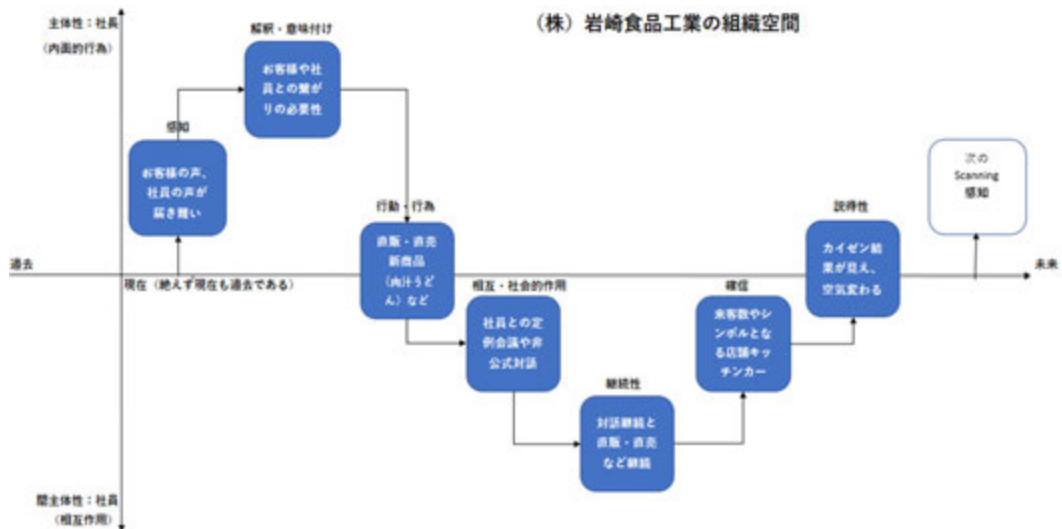 （株）岩崎食品工業の組織空間
主体性：社長
（内面的行為）
解釈・意味付け
お客様や社
員との繋が
りの必要性
感知
お客様の声、
社員の声が
届き難い
行動・行為
直販・直売
新商品
（肉汁うど
ん）など
過去
現在（絶えず現在も過去である）
相互・社会的作用
社員との定
例会議や非
公式対話
継続性
対話継続と
直販・直売
など継続
確信
来客数やシ
ンボルとな
る店舗キッ
チンカー
説得性
カイゼン結
果が見え、
空気変わる
次の
Scanning
感知
未来
間主体性：社員
（相互作用）